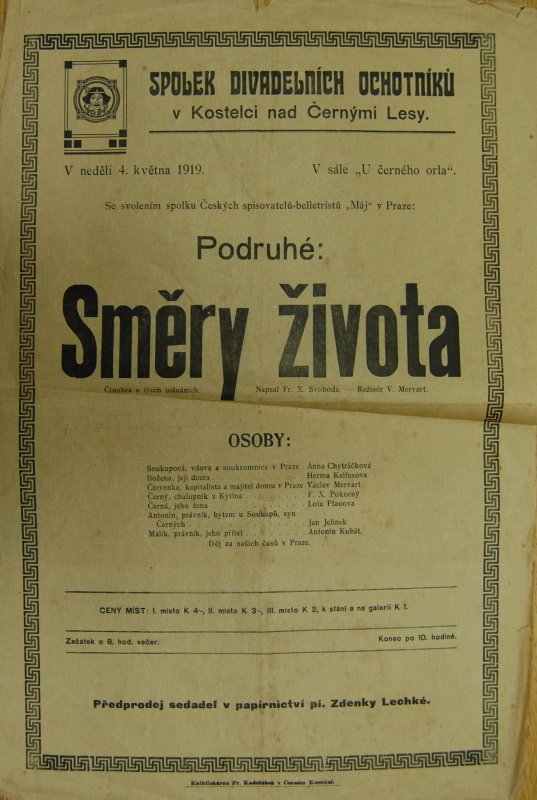 SPOLEK DIVADELNÍCH OCHOTNÍKŮ
v Kostelci nad Černými Lesy.
V neděli 4. května 1919. V sále „U černého orla“.
Se svolením spolku Českých spisovatelů-belletristů „Máj“ v Praze:
Podruhé:
Směry života
Činohra o třech jednáních. Napsal Fr. X. Svoboda. — Režisér V. Mervart.
OSOBY:
Soukupová, vdova a soukromnice v Praze . Anna Chytráčková
Božena, její dcera . . . . . . . . . Herma Kalfusova
Červenka, kapitalista a majitel domu v Praze Václav Mervart
Černý, chalupník z Kytína . . . . . . . F. X. Pokorný
Černá, jeho žena . . . . . . . . . Lola Pfauova
Antonín, právník, bytem u Soukupů, syn
Černých . . . . . . . . . . . Jan Jelínek
Malík, právník, jeho přítel . . . . . . . Antonín Kubát.
Děj za našich časů v Praze.
CENY MÍST: I. místo K 4·-, II. místo K 3·-, III. místo K 2, k stání a na galerii K 1.
Začátek o 8. hod. večer. Konec po 10. hodině.
Předprodej sedadel v papírnictví pí. Zdenky Lechké.
Knihtiskárna Fr. v Černém Kostelci.